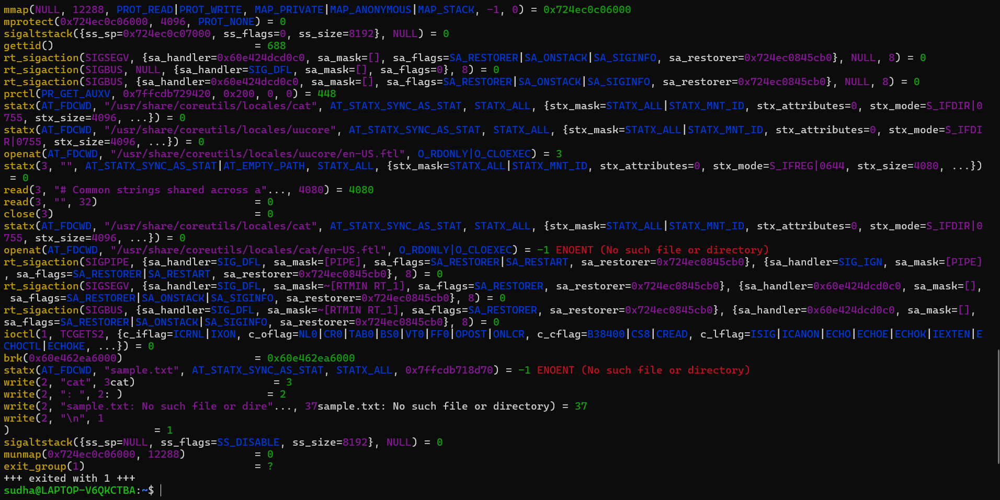 mmap(NULL, 12288, PROT_READ|PROT_WRITE, MAP_PRIVATE|MAP_ANONYMOUS|MAP_STACK, -1, 0) = 0x724ec0c06000
mprotect(0x724ec0c06000, 4096, PROT_NONE) = 0
sigaltstack({ss_sp=0x724ec0c07000, ss_flags=0, ss_size=8192}, NULL) = 0
gettid()                                = 688
rt_sigaction(SIGSEGV, {sa_handler=0x60e424dcd0c0, sa_mask=[], sa_flags=SA_RESTORER|SA_ONSTACK|SA_SIGINFO, sa_restorer=0x724ec0845cb0}, NULL, 8) = 0
rt_sigaction(SIGBUS, NULL, {sa_handler=SIG_DFL, sa_mask=[], sa_flags=0}, 8) = 0
rt_sigaction(SIGBUS, {sa_handler=0x60e424dcd0c0, sa_mask=[], sa_flags=SA_RESTORER|SA_ONSTACK|SA_SIGINFO, sa_restorer=0x724ec0845cb0}, NULL, 8) = 0
prctl(PR_GET_AUXV, 0x7ffcdb729420, 0x200, 0, 0) = 448
statx(AT_FDCWD, "/usr/share/coreutils/locales/cat", AT_STATX_SYNC_AS_STAT, STATX_ALL, {stx_mask=STATX_ALL|STATX_MNT_ID, stx_attributes=0, stx_mode=S_IFDIR|0
755, stx_size=4096, ...}) = 0
statx(AT_FDCWD, "/usr/share/coreutils/locales/uucore", AT_STATX_SYNC_AS_STAT, STATX_ALL, {stx_mask=STATX_ALL|STATX_MNT_ID, stx_attributes=0, stx_mode=S_IFDI
R|0755, stx_size=4096, ...}) = 0
openat(AT_FDCWD, "/usr/share/coreutils/locales/uucore/en-US.ftl", O_RDONLY|O_CLOEXEC) = 3
statx(3, "", AT_STATX_SYNC_AS_STAT|AT_EMPTY_PATH, STATX_ALL, {stx_mask=STATX_ALL|STATX_MNT_ID, stx_attributes=0, stx_mode=S_IFREG|0644, stx_size=4080, ...})
 = 0
read(3, "# Common strings shared across a"..., 4080) = 4080
read(3, "", 32)                         = 0
close(3)                                = 0
statx(AT_FDCWD, "/usr/share/coreutils/locales/cat", AT_STATX_SYNC_AS_STAT, STATX_ALL, {stx_mask=STATX_ALL|STATX_MNT_ID, stx_attributes=0, stx_mode=S_IFDIR|0
755, stx_size=4096, ...}) = 0
openat(AT_FDCWD, "/usr/share/coreutils/locales/cat/en-US.ftl", O_RDONLY|O_CLOEXEC) = -1 ENOENT (No such file or directory)
rt_sigaction(SIGPIPE, {sa_handler=SIG_DFL, sa_mask=[PIPE], sa_flags=SA_RESTORER|SA_RESTART, sa_restorer=0x724ec0845cb0}, {sa_handler=SIG_IGN, sa_mask=[PIPE]
, sa_flags=SA_RESTORER|SA_RESTART, sa_restorer=0x724ec0845cb0}, 8) = 0
rt_sigaction(SIGSEGV, {sa_handler=SIG_DFL, sa_mask=~[RTMIN RT_1], sa_flags=SA_RESTORER, sa_restorer=0x724ec0845cb0}, {sa_handler=0x60e424dcd0c0, sa_mask=[],
 sa_flags=SA_RESTORER|SA_ONSTACK|SA_SIGINFO, sa_restorer=0x724ec0845cb0}, 8) = 0
rt_sigaction(SIGBUS, {sa_handler=SIG_DFL, sa_mask=~[RTMIN RT_1], sa_flags=SA_RESTORER, sa_restorer=0x724ec0845cb0}, {sa_handler=0x60e424dcd0c0, sa_mask=[],
sa_flags=SA_RESTORER|SA_ONSTACK|SA_SIGINFO, sa_restorer=0x724ec0845cb0}, 8) = 0
ioctl(1, TCGETS2, {c_iflag=ICRNL|IXON, c_oflag=NL0|CR0|TAB0|BS0|VT0|FF0|OPOST|ONLCR, c_cflag=B38400|CS8|CREAD, c_lflag=ISIG|ICANON|ECHO|ECHOE|ECHOK|IEXTEN|E
CHOCTL|ECHOKE, ...}) = 0
brk(0x60e462ea6000)                     = 0x60e462ea6000
statx(AT_FDCWD, "sample.txt", AT_STATX_SYNC_AS_STAT, STATX_ALL, 0x7ffcdb718d70) = -1 ENOENT (No such file or directory)
write(2, "cat", 3cat)                      = 3
write(2, ": ", 2: )                       = 2
write(2, "sample.txt: No such file or dire"..., 37sample.txt: No such file or directory) = 37
write(2, "\n", 1
)                       = 1
sigaltstack({ss_sp=NULL, ss_flags=SS_DISABLE, ss_size=8192}, NULL) = 0
munmap(0x724ec0c06000, 12288)           = 0
exit_group(1)                           = ?
+++ exited with 1 +++
sudha@LAPTOP-V6QKCTBA:~$